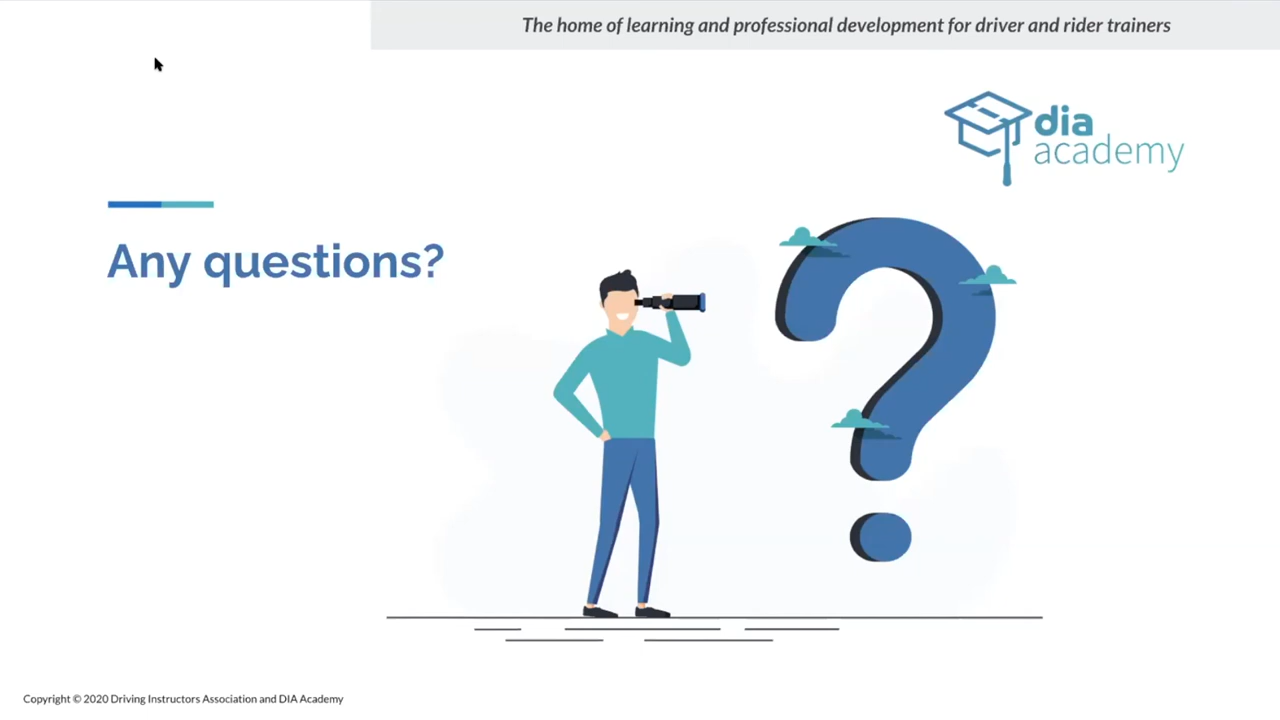 The home of learning and professional development for driver and rider trainers
dia
academy
Any questions?
Copyright © 2020 Driving Instructors Association and DIA Academy